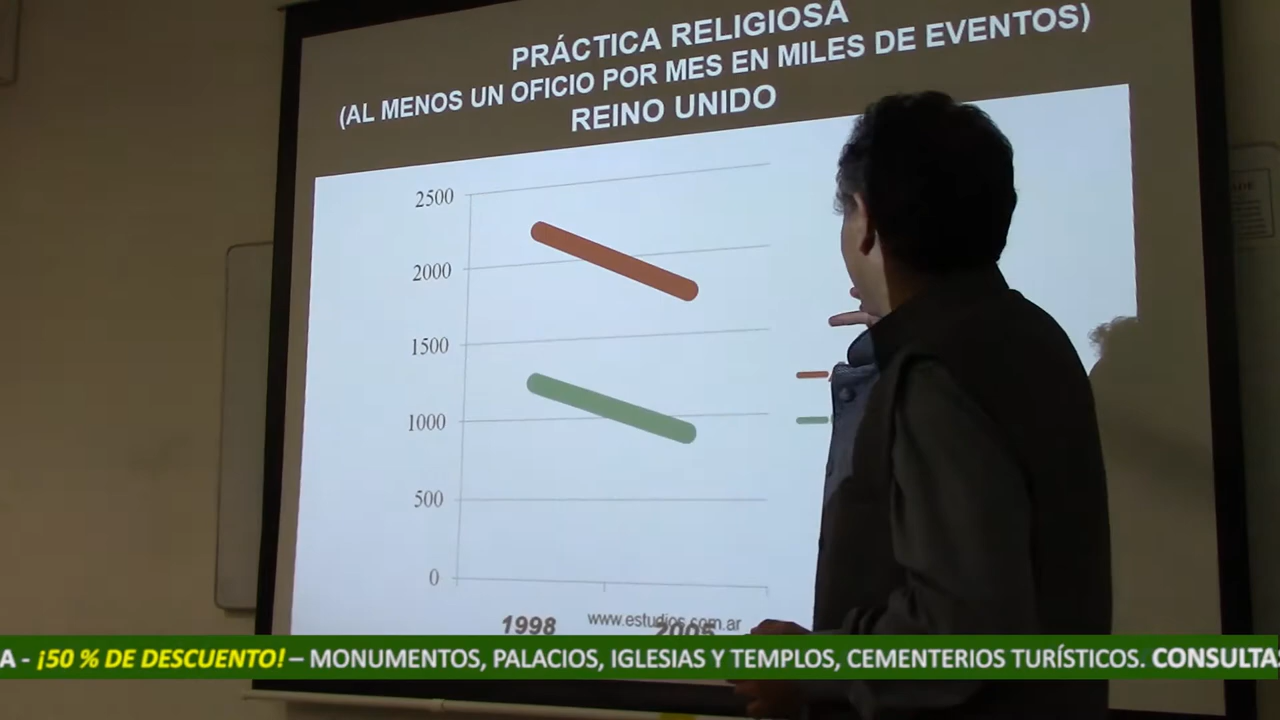 PRÁCTICA RELIGIOSA
(AL MENOS UN OFICIO POR MES EN MILES DE EVENTOS)
REINO UNIDO
2500
2000
1500
1000
500
0
1998
www.estudios.com.ar
2005
A - ¡50 % DE DESCUENTO! – MONUMENTOS, PALACIOS, IGLESIAS Y TEMPLOS, CEMENTERIOS TURÍSTICOS. CONSULTA